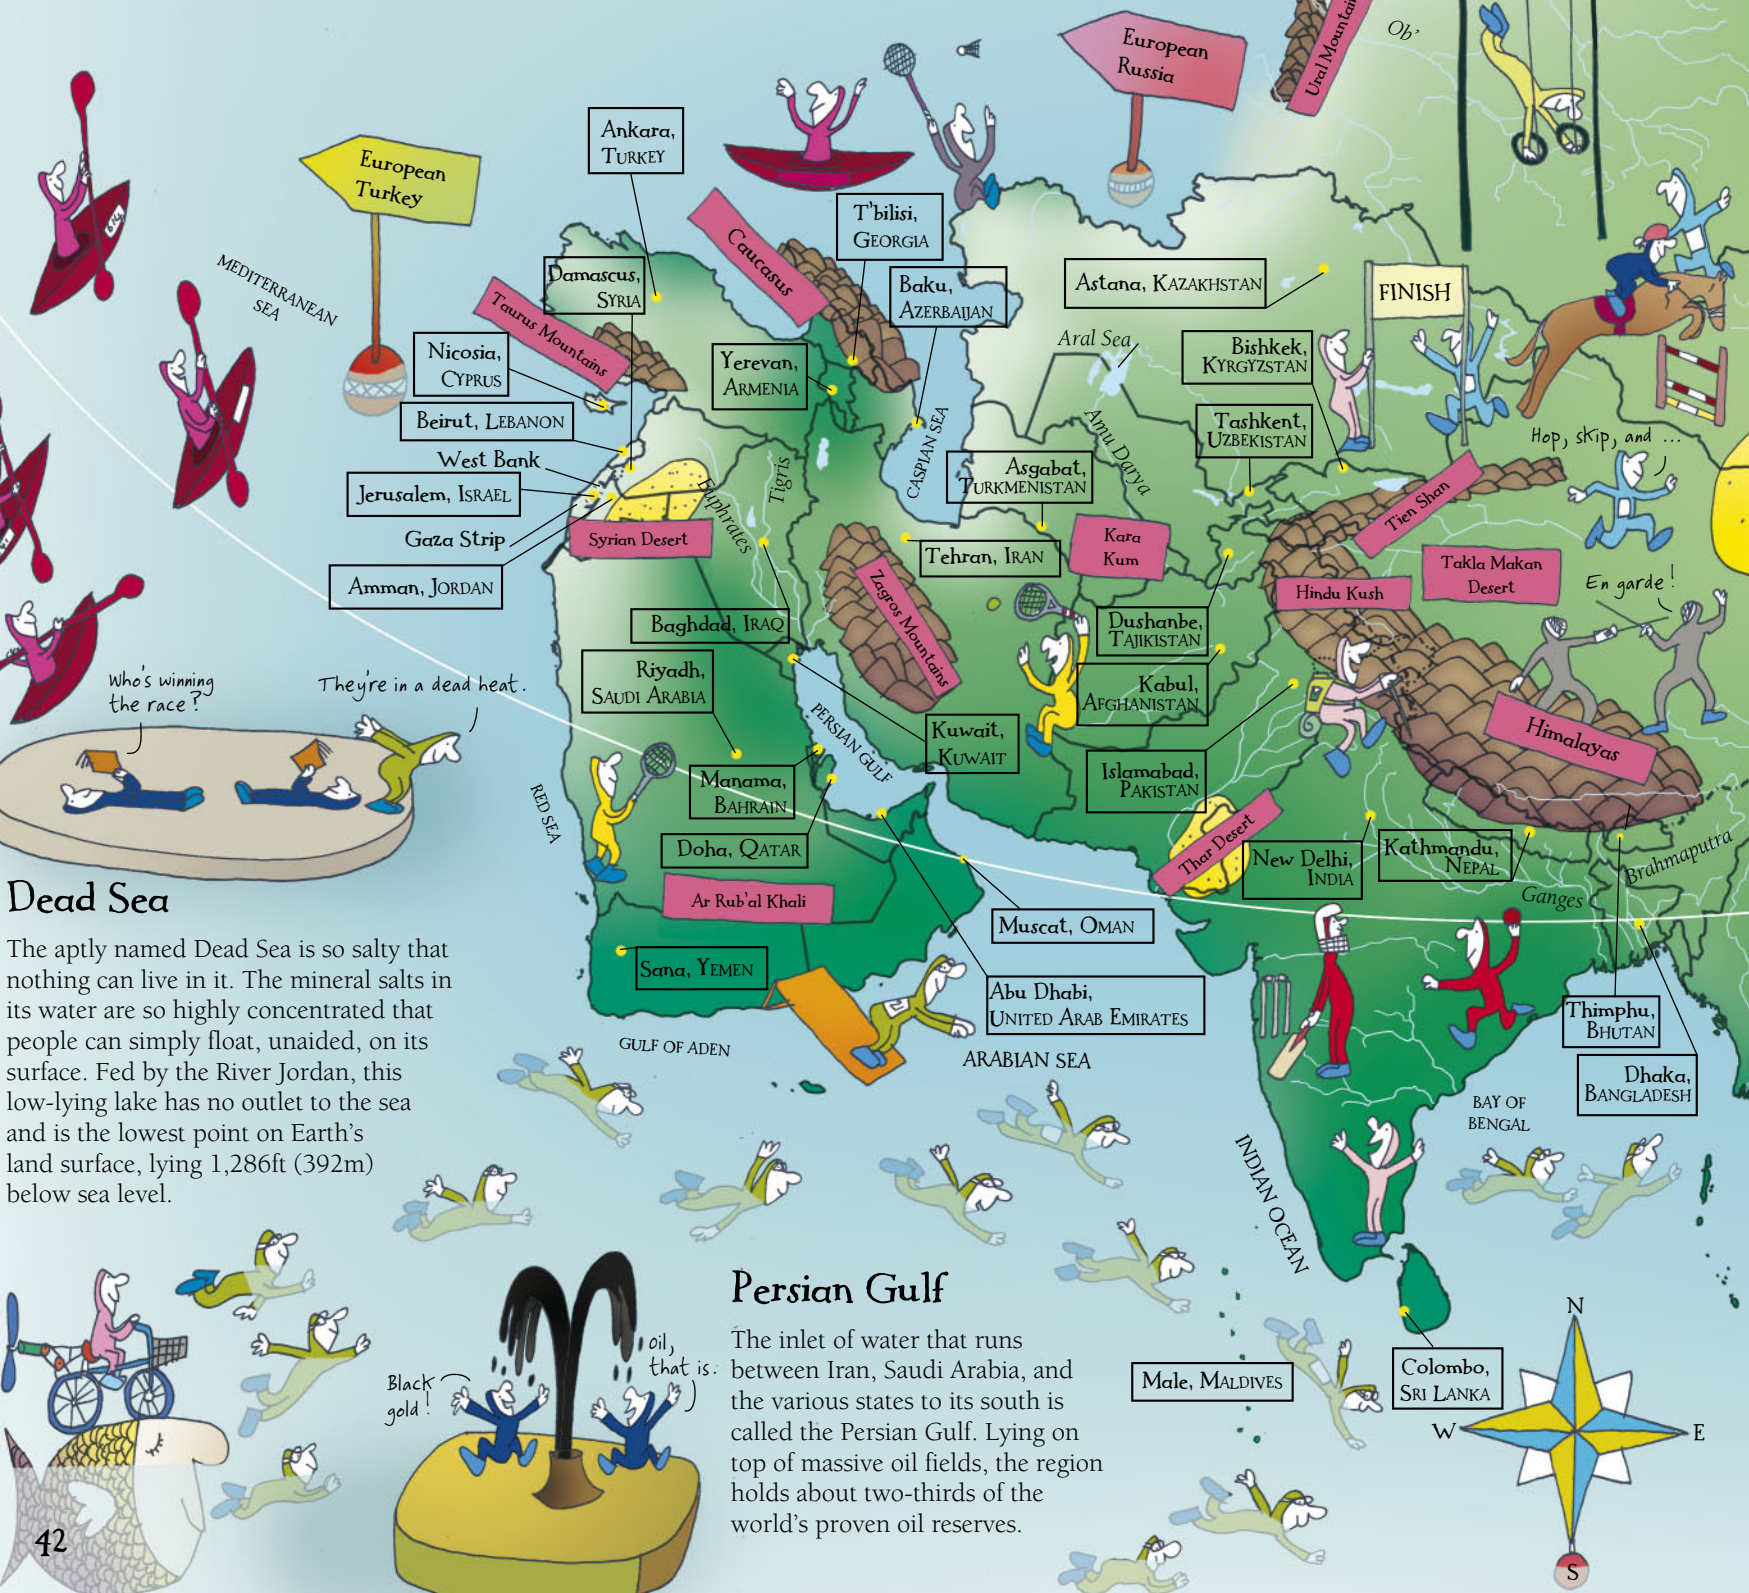 Ob'
Ural Mountai
European
Russia
Ankara,
TURKEY
European
Turkey
T'bilisi,
GEORGIA
Caucasus
MEDITERRANEAN
SEA
Damascus,
SYRIA
Baku,
AZERBAIJAN
Astana, KAZAKHSTAN
FINISH
Taurus Mountains
Nicosia,
CYPRUS
Yerevan,
ARMENIA
Aral Sea
Bishkek,
KYRGYZSTAN
Beirut, LEBANON
Tashkent,
UZBEKISTAN
Hop, skip, and ...
West Bank
Tigris
Euphrates
CASPIAN SEA
Amu Darya
Asgabat,
TURKMENISTAN
Jerusalem, ISRAEL
Tien Shan
Gaza Strip
Syrian Desert
Tehran, IRAN
Kara
Kum
Takla Makan
Desert
Amman, JORDAN
Hindu Kush
En garde!
Zagros Mountains
Baghdad, IRAQ
Dushanbe,
TAJIKISTAN
Riyadh,
SAUDI ARABIA
Kabul,
AFGHANISTAN
Who's winning
the race?
They're in a dead heat.
PERSIAN GULF
Kuwait,
KUWAIT
Himalayas
Manama,
BAHRAIN
Islamabad,
PAKISTAN
RED SEA
Doha, QATAR
Thar Desert
New Delhi,
INDIA
Kathmandu,
NEPAL
Brahmaputra
Ganges
Ar Rub'al Khali
Muscat, OMAN
Sana, YEMEN
Abu Dhabi,
UNITED ARAB EMIRATES
Thimphu,
BHUTAN
GULF OF ADEN
ARABIAN SEA
Dhaka,
BANGLADESH
BAY OF
BENGAL
INDIAN OCEAN
Dead Sea
The aptly named Dead Sea is so salty that
nothing can live in it. The mineral salts in
its water are so highly concentrated that
people can simply float, unaided, on its
surface. Fed by the River Jordan, this
low-lying lake has no outlet to the sea
and is the lowest point on Earth's
land surface, lying 1,286ft (392m)
below sea level.
Persian Gulf
The inlet of water that runs
between Iran, Saudi Arabia, and
the various states to its south is
called the Persian Gulf. Lying on
top of massive oil fields, the region
holds about two-thirds of the
world's proven oil reserves.
Black
gold!
oil,
that is.
Male, MALDIVES
Colombo,
SRI LANKA
N
W
E
S
42